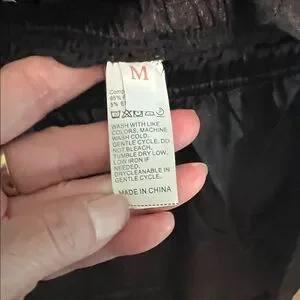 M
WASH WITH LIKE
COLORS, MACHINE
WASH COLD,
GENTLE CYCLE, DO
NOT BLEACH,
TUMBLE DRY LOW,
LOW IRON IF
NEEDED.
DRYCLEANABLE IN
GENTLE CYCLE.
MADE IN CHINA